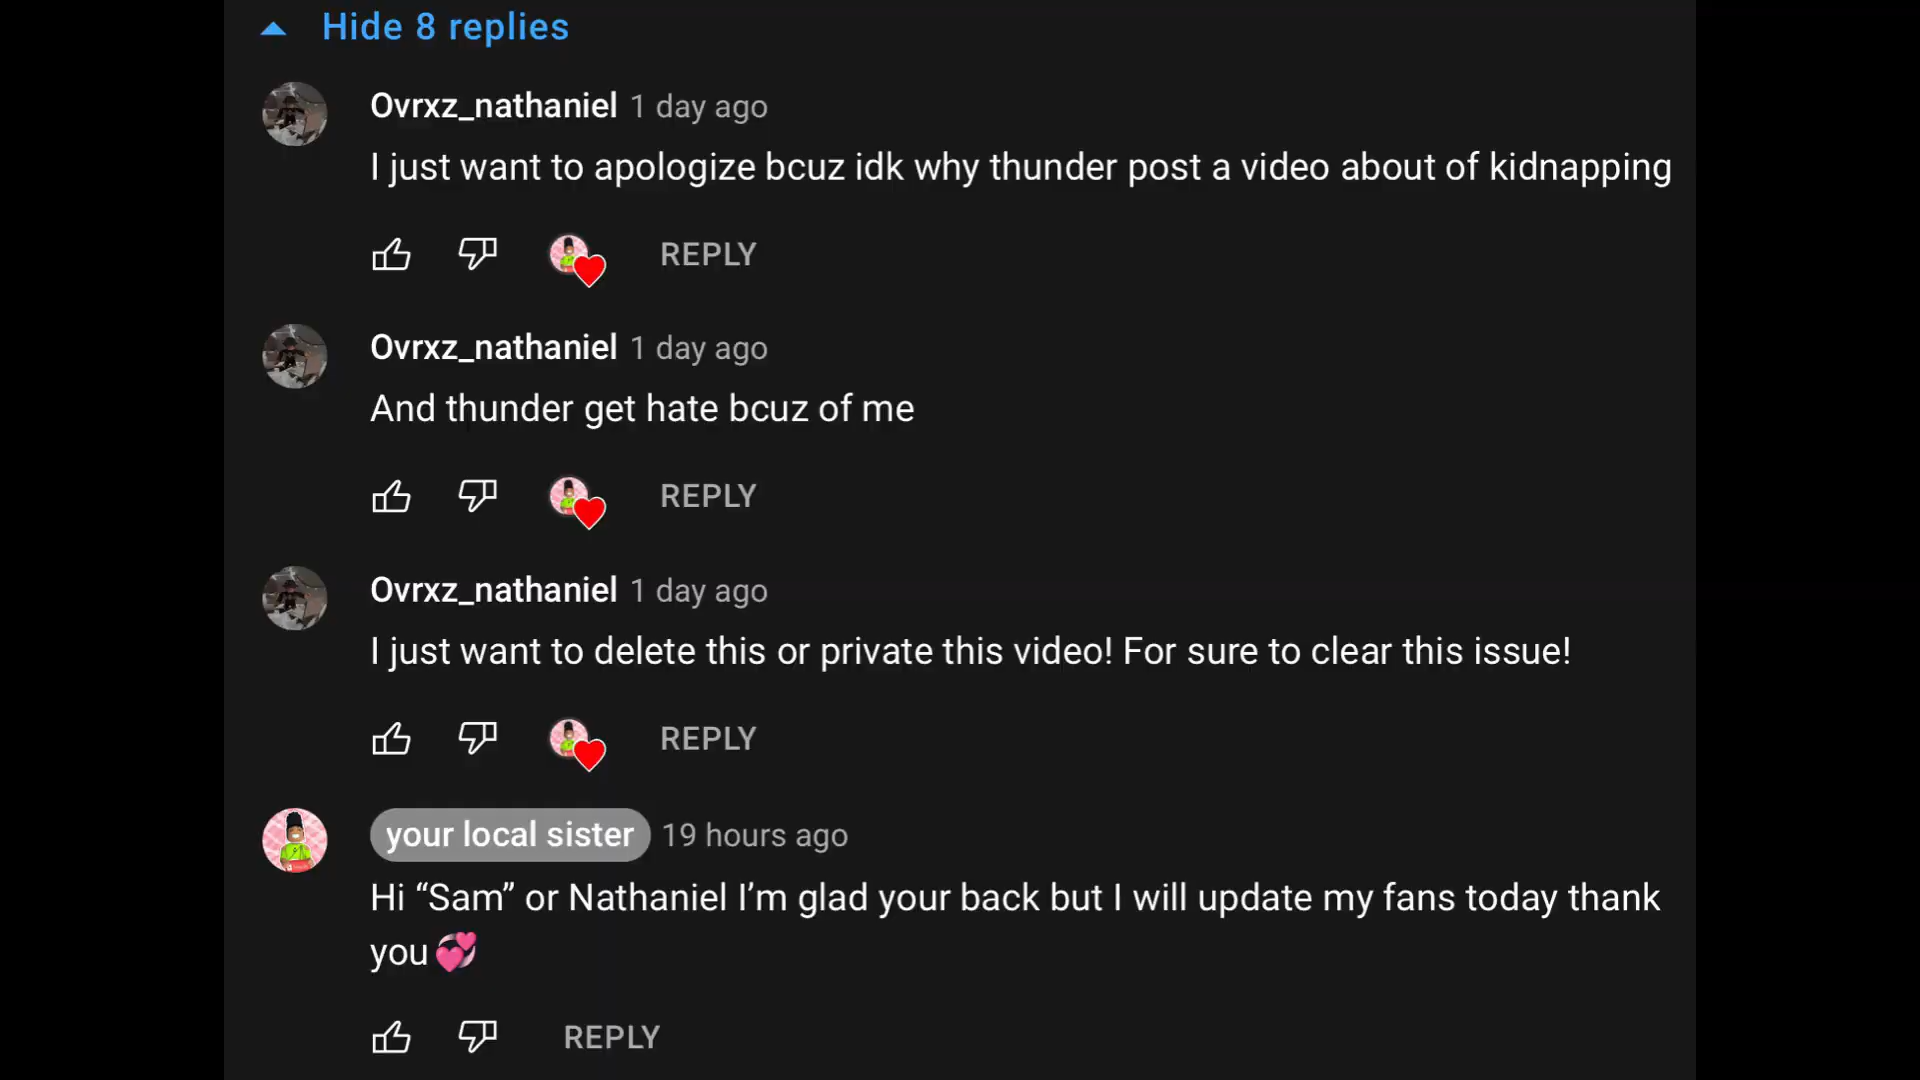 Hide 8 replies
Ovrxz_nathaniel 1 day ago
I just want to apologize bcuz idk why thunder post a video about of kidnapping
REPLY
Ovrxz_nathaniel 1 day ago
And thunder get hate bcuz of me
REPLY
Ovrxz_nathaniel 1 day ago
I just want to delete this or private this video! For sure to clear this issue!
REPLY
your local sister 19 hours ago
Hi “Sam” or Nathaniel I’m glad your back but I will update my fans today thank
you💞
REPLY